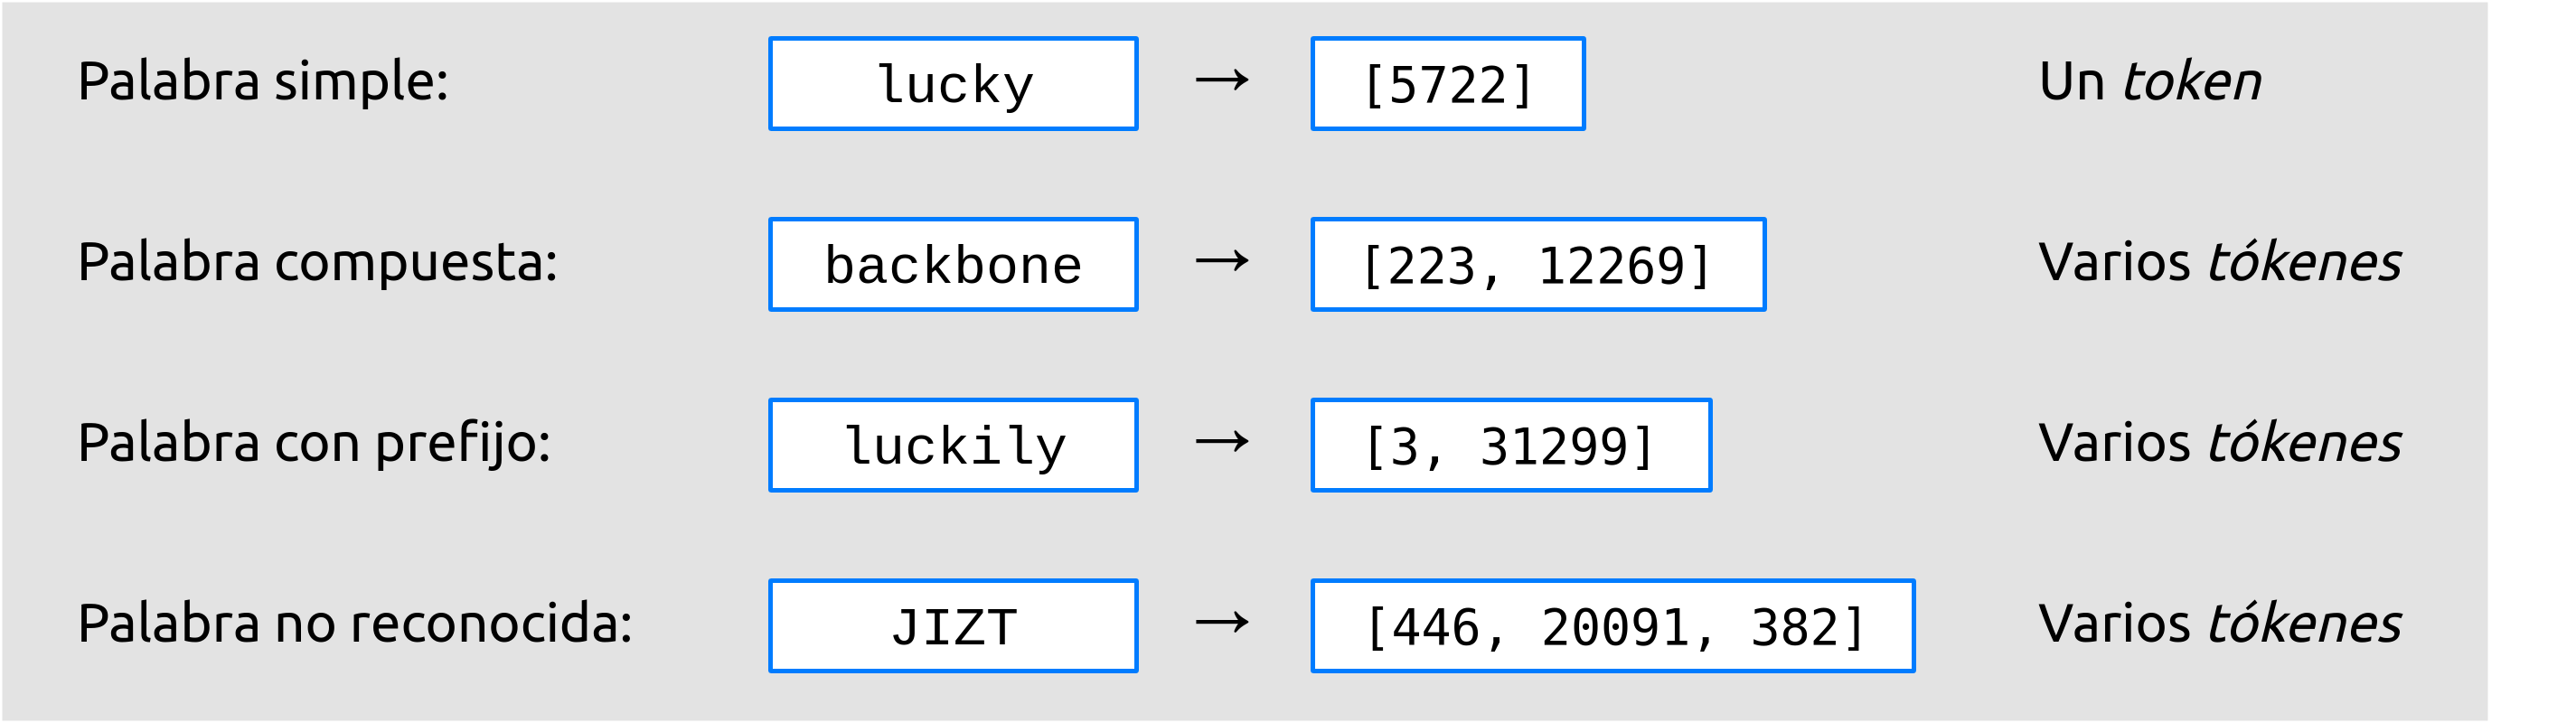 Palabra simple: lucky → [5722] Un token
Palabra compuesta: backbone → [223, 12269] Varios tókenes
Palabra con prefijo: luckily → [3, 31299] Varios tókenes
Palabra no reconocida: JIZT → [446, 20091, 382] Varios tókenes